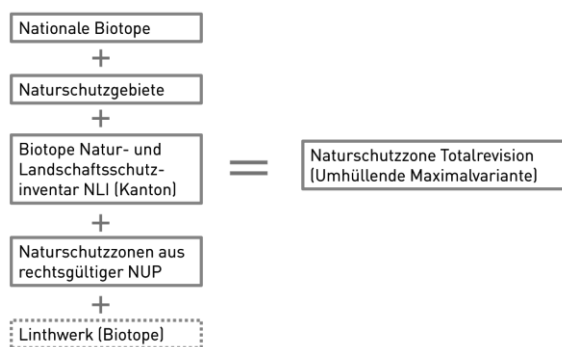 Nationale Biotope
+
Naturschutzgebiete
+
Biotope Natur- und
Landschaftsschutz-
inventar NLI (Kanton)
+
Naturschutzzonen aus
rechtsgültiger NUP
+
Linthwerk (Biotope)
=
Naturschutzzone Totalrevision
(Umhüllende Maximalvariante)